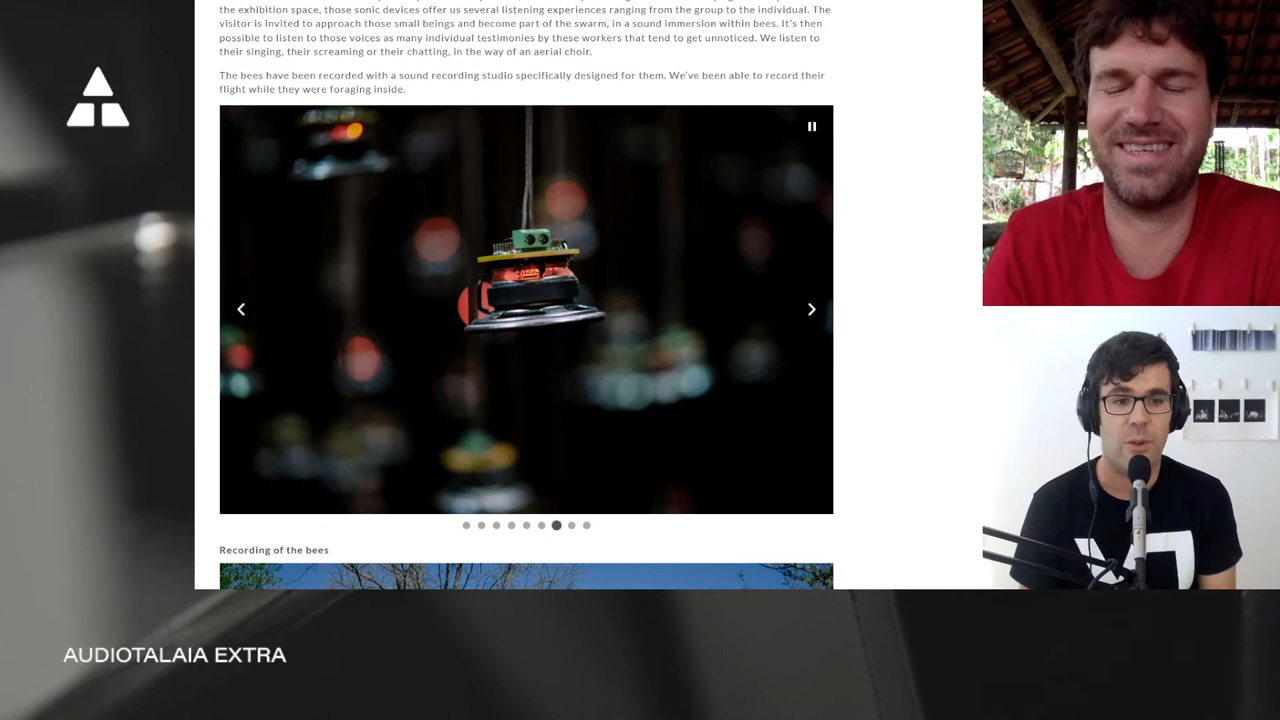 the exhibition space, those sonic devices offer us several listening experiences ranging from the group to the individual. The
visitor is invited to approach those small beings and become part of the swarm, in a sound immersion within bees. It's then
possible to listen to those voices as many individual testimonies by these workers that tend to get unnoticed. We listen to
their singing, their screaming or their chatting, in the way of an aerial choir.
The bees have been recorded with a sound recording studio specifically designed for them. We've been able to record their
flight while they were foraging inside.
Recording of the bees
AUDIOTALAIA EXTRA